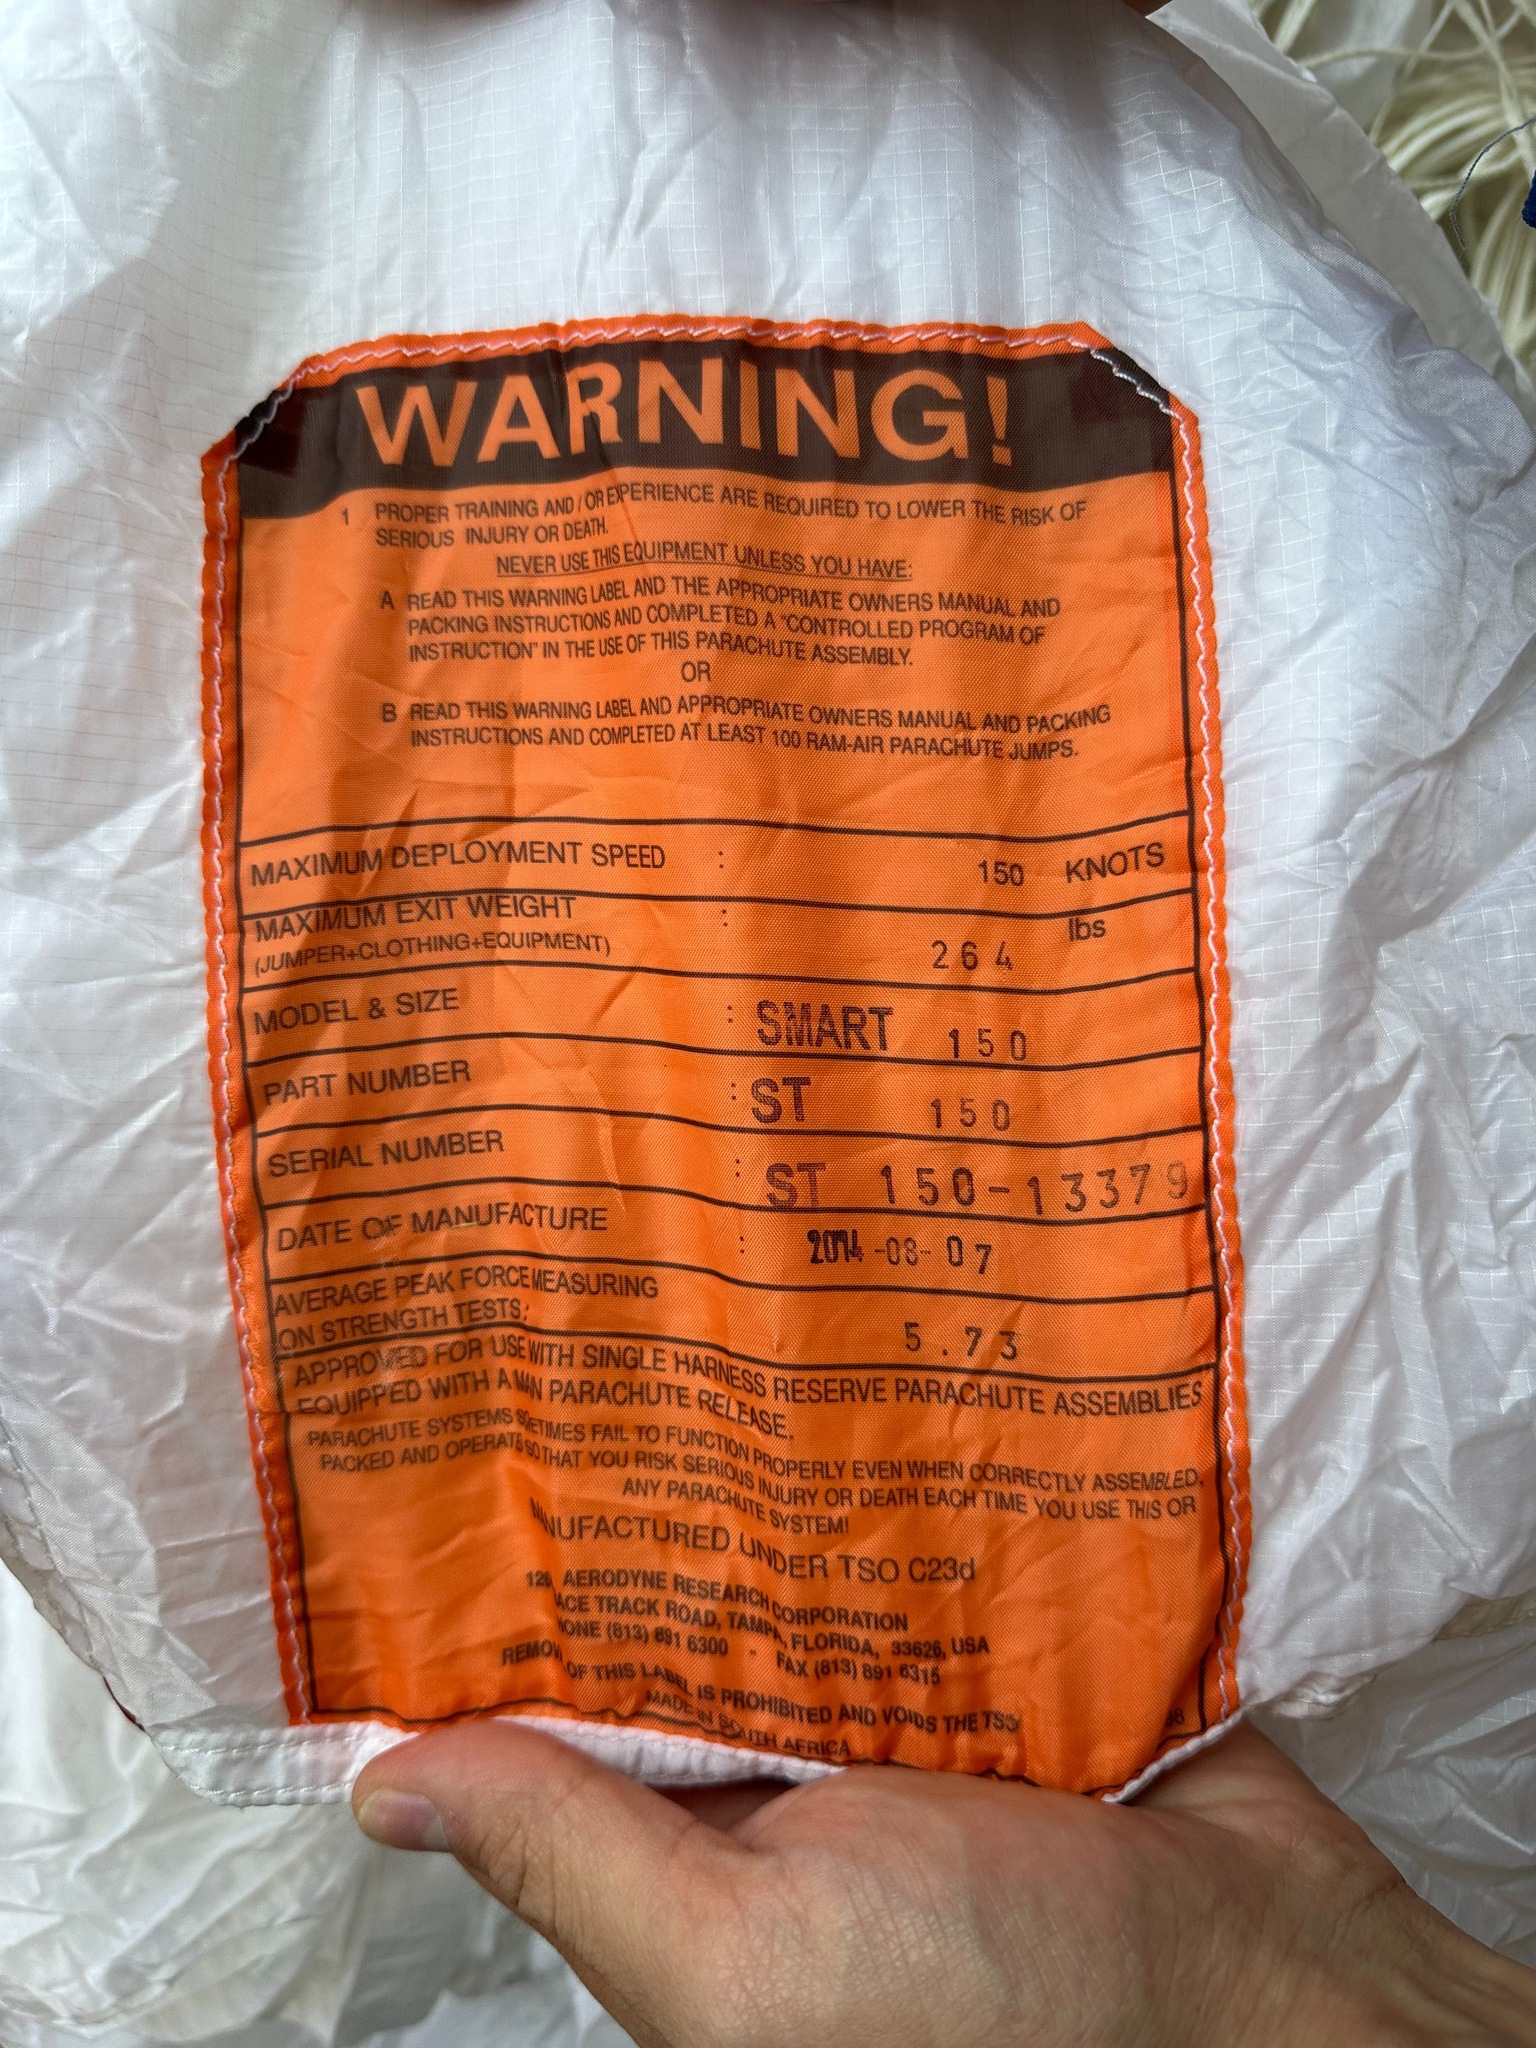 WARNING!
1 PROPER TRAINING AND / OR EXPERIENCE ARE REQUIRED TO LOWER THE RISK OF
SERIOUS INJURY OR DEATH.
NEVER USE THIS EQUIPMENT UNLESS YOU HAVE:
A READ THIS WARNING LABEL AND THE APPROPRIATE OWNERS MANUAL AND
PACKING INSTRUCTIONS AND COMPLETED A "CONTROLLED PROGRAM OF
INSTRUCTION" IN THE USE OF THIS PARACHUTE ASSEMBLY.
OR
B READ THIS WARNING LABEL AND APPROPRIATE OWNERS MANUAL AND PACKING
INSTRUCTIONS AND COMPLETED AT LEAST 100 RAM-AIR PARACHUTE JUMPS.
MAXIMUM DEPLOYMENT SPEED : 150 KNOTS
MAXIMUM EXIT WEIGHT : 264 lbs
(JUMPER+CLOTHING+EQUIPMENT)
MODEL & SIZE : SMART 150
PART NUMBER : ST 150
SERIAL NUMBER : ST 150-13379
DATE OF MANUFACTURE : 2014-08-07
AVERAGE PEAK FORCE MEASURING
ON STRENGTH TESTS: 5.73
APPROVED FOR USE WITH SINGLE HARNESS RESERVE PARACHUTE ASSEMBLIES
EQUIPPED WITH A MAIN PARACHUTE RELEASE.
PARACHUTE SYSTEMS SOMETIMES FAIL TO FUNCTION PROPERLY EVEN WHEN CORRECTLY ASSEMBLED,
PACKED AND OPERATED SO THAT YOU RISK SERIOUS INJURY OR DEATH EACH TIME YOU USE THIS OR
ANY PARACHUTE SYSTEM!
MANUFACTURED UNDER TSO C23d
AERODYNE RESEARCH CORPORATION
TRACK ROAD, TAMPA, FLORIDA, 33626, USA
PHONE (813) 891 6300 - FAX (813) 891 6315
REMOVAL OF THIS LABEL IS PROHIBITED AND VOIDS THE TSO
MADE IN SOUTH AFRICA